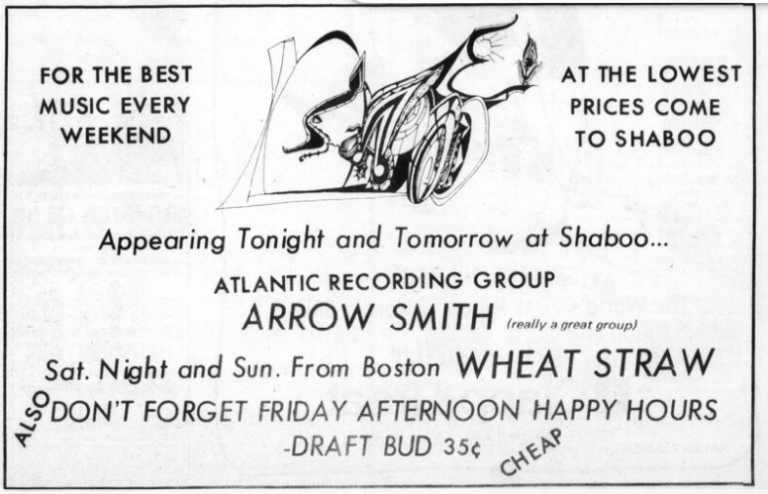 FOR THE BEST
MUSIC EVERY
WEEKEND
AT THE LOWEST
PRICES COME
TO SHABOO
Appearing Tonight and Tomorrow at Shaboo...
ATLANTIC RECORDING GROUP
ARROW SMITH (really a great group)
Sat. Night and Sun. From Boston WHEAT STRAW
ALSO DON'T FORGET FRIDAY AFTERNOON HAPPY HOURS
-DRAFT BUD 35¢ CHEAP